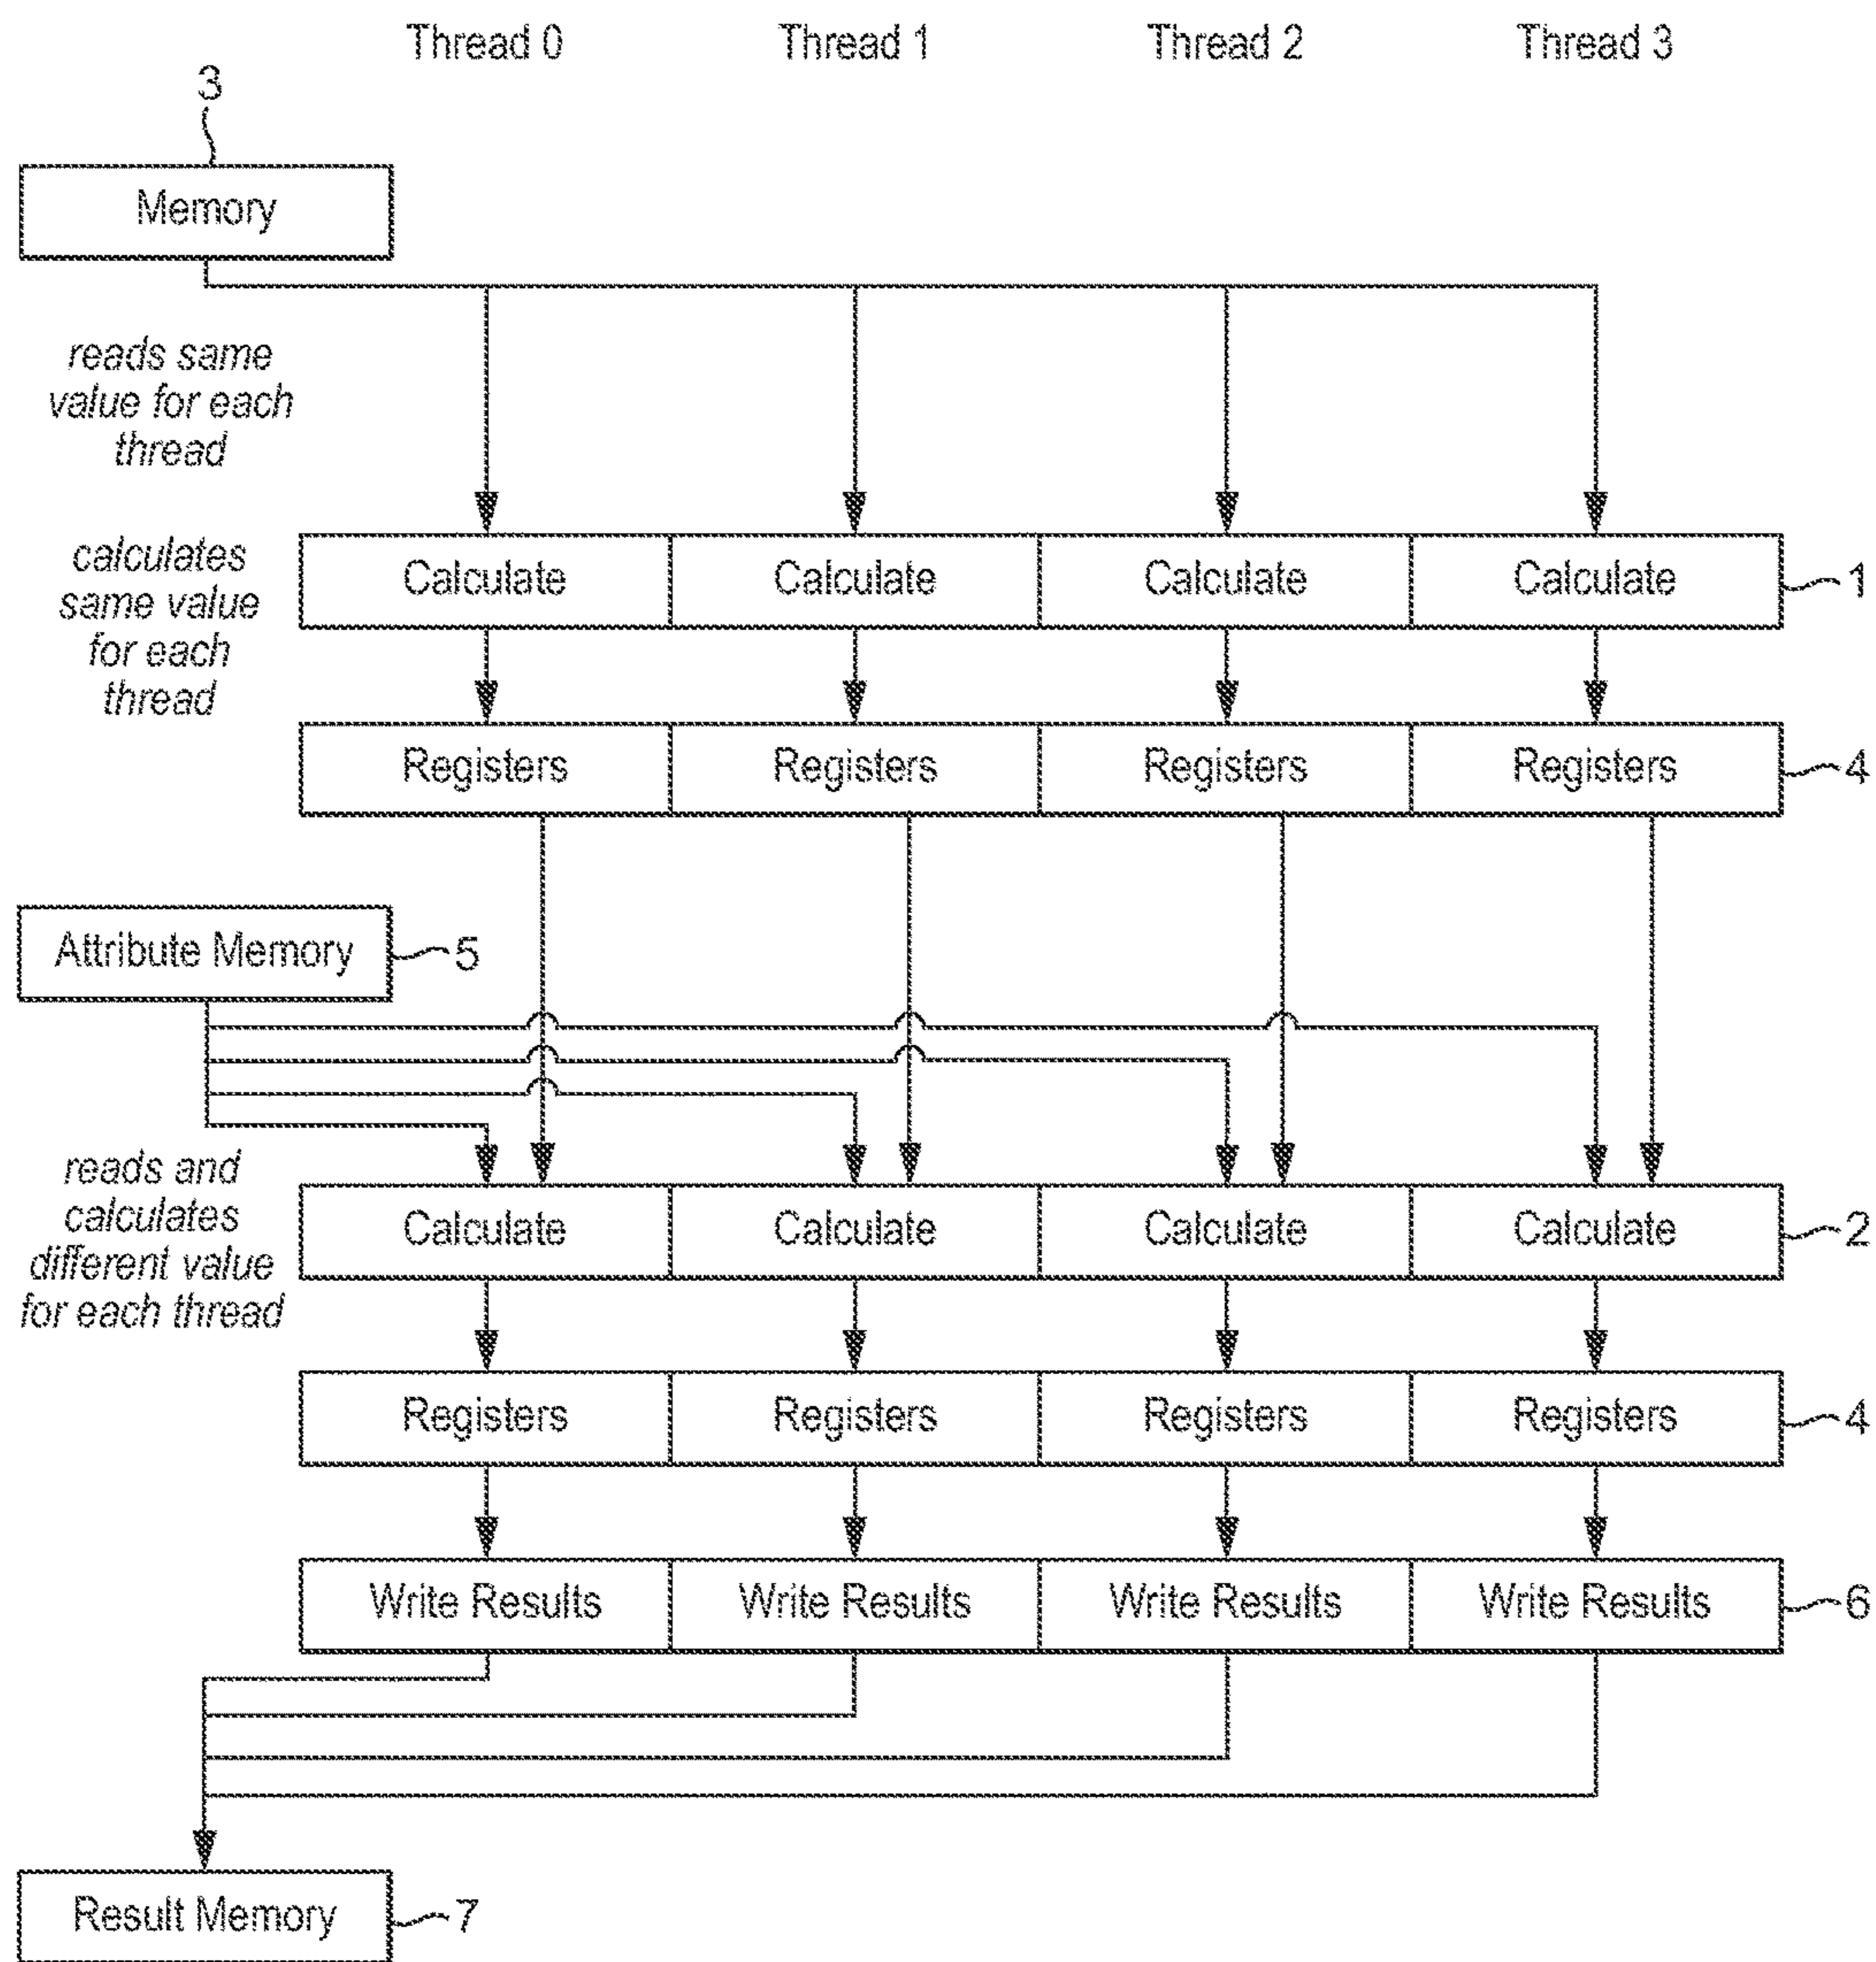 Thread 0 Thread 1 Thread 2 Thread 3
3
Memory
reads same
value for each
thread
calculates
same value
for each
thread
Calculate Calculate Calculate Calculate 1
Registers Registers Registers Registers 4
Attribute Memory 5
reads and
calculates
different value
for each thread
Calculate Calculate Calculate Calculate 2
Registers Registers Registers Registers 4
Write Results Write Results Write Results Write Results 6
Result Memory 7